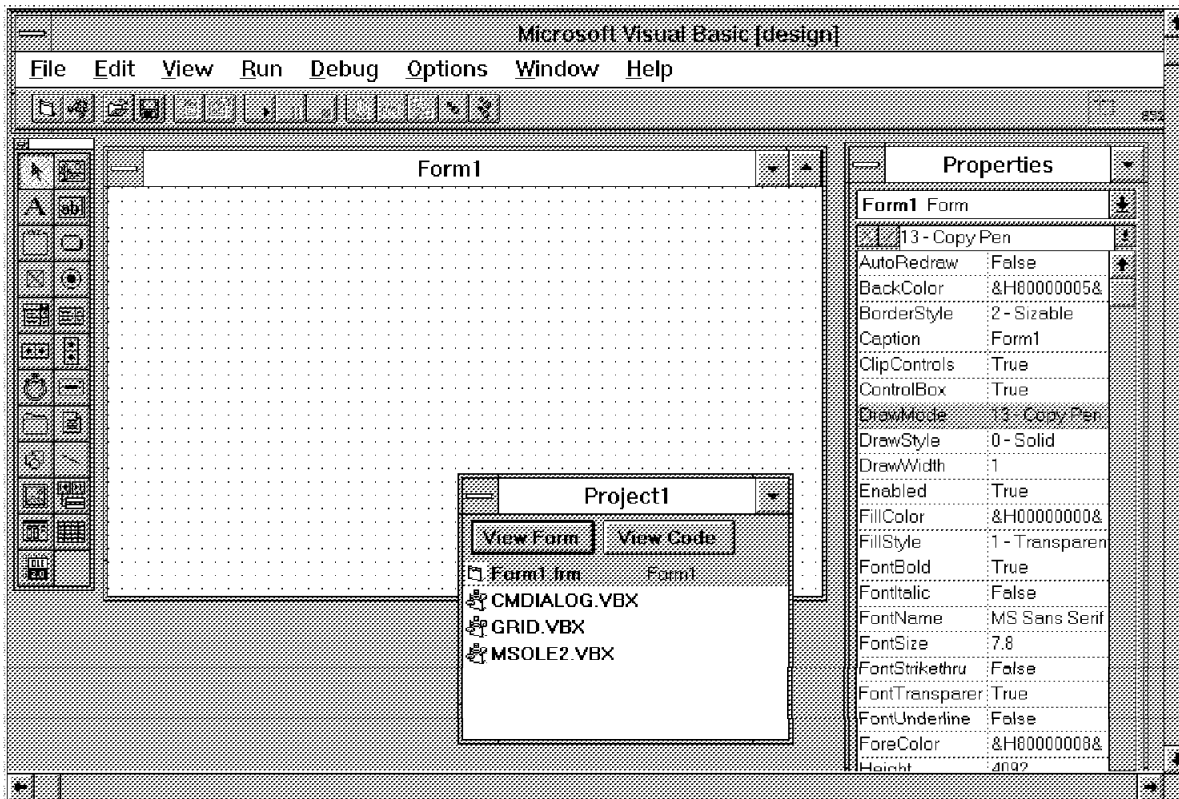 Microsoft Visual Basic [design]
File Edit View Run Debug Options Window Help
Form1
A
ab
Properties
Form1 Form
13 - Copy Pen
AutoRedraw False
BackColor &H80000005&
BorderStyle 2 - Sizable
Caption Form1
ClipControls True
ControlBox True
DrawMode 13 - Copy Pen
DrawStyle 0 - Solid
DrawWidth 1
Enabled True
FillColor &H00000000&
FillStyle 1 - Transparen
FontBold True
FontItalic False
FontName MS Sans Serif
FontSize 7.8
FontStrikethru False
FontTransparer True
FontUnderline False
ForeColor &H80000008&
Height 4092
Project1
View Form View Code
Form1.frm Form1
CMDIALOG.VBX
GRID.VBX
MSOLE2.VBX